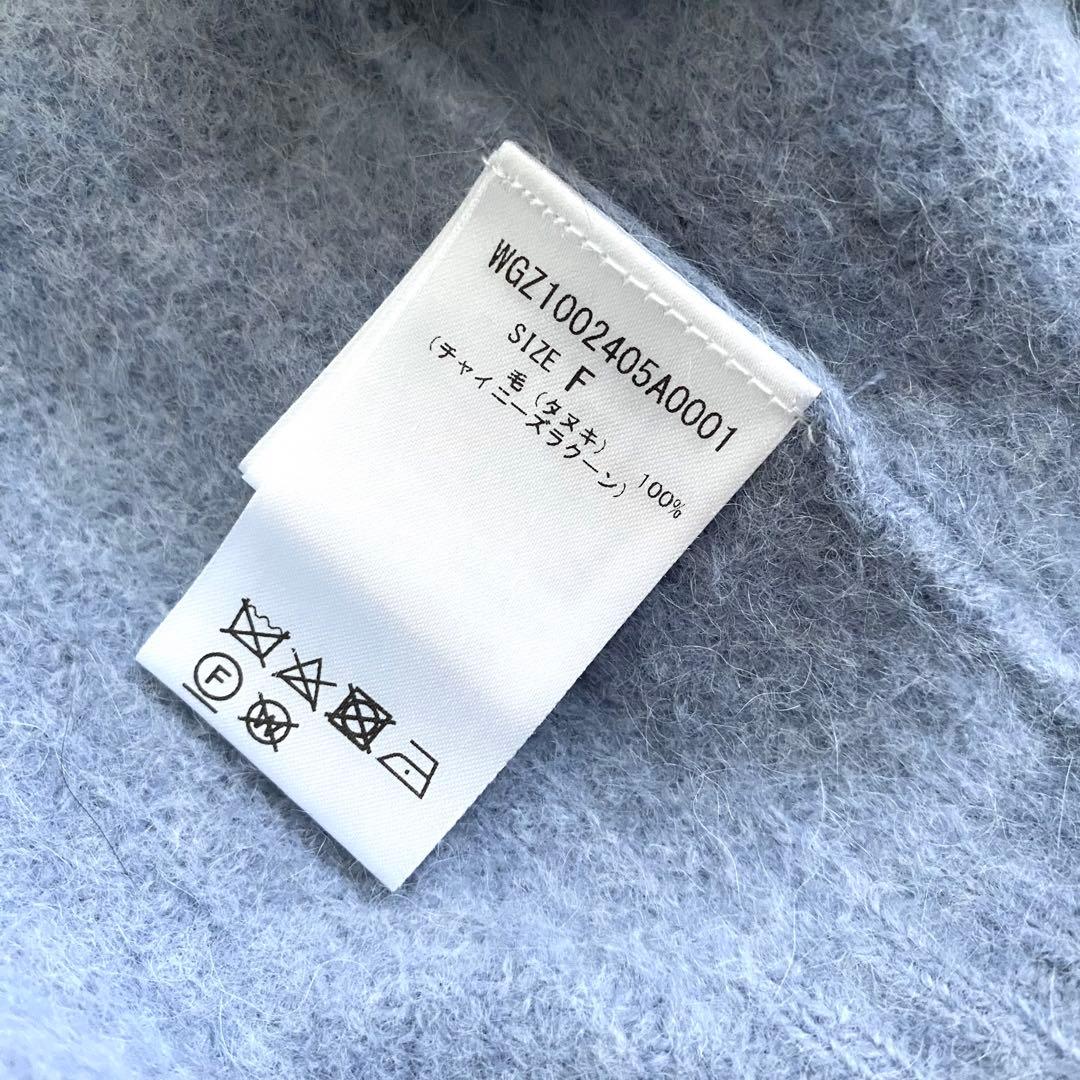 WGZ1002405A0001
SIZE F
毛(タヌキ)
(チャイニーズラクーン) 100%
F
W